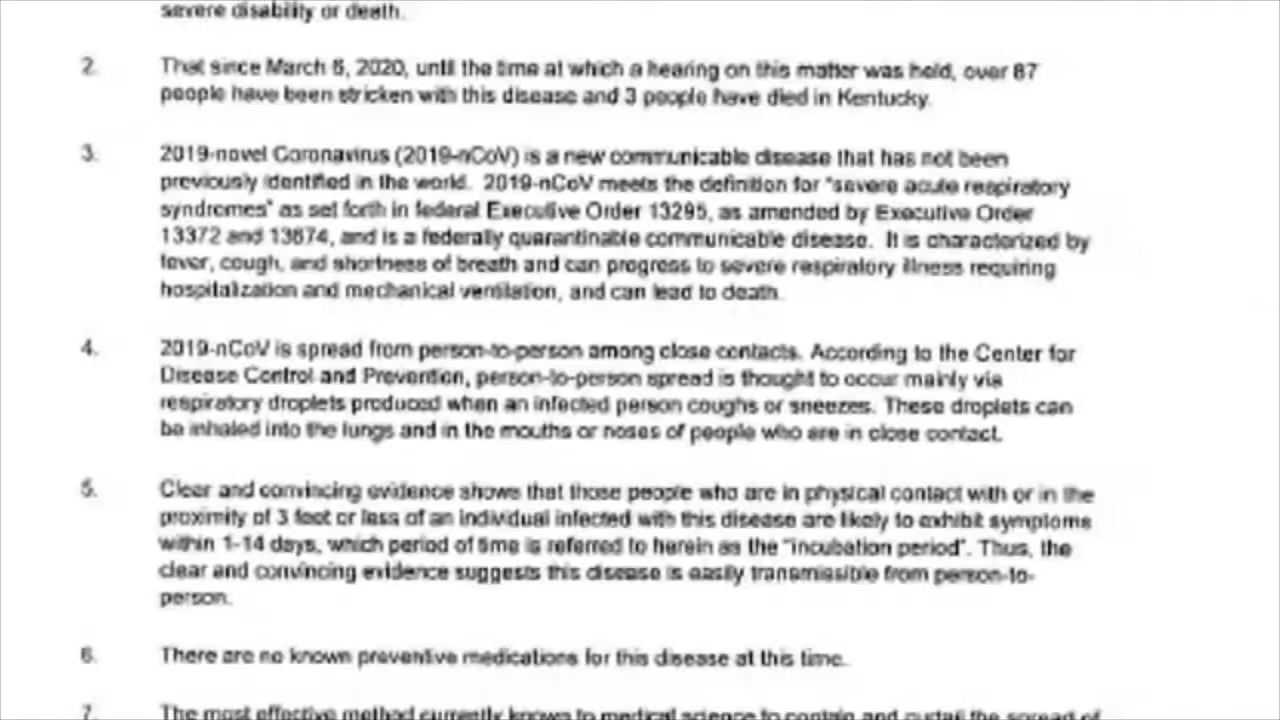 severe disability or death.
2. That since March 6, 2020, until the time at which a hearing on this matter was held, over 87
people have been stricken with this disease and 3 people have died in Kentucky.
3. 2019-novel Coronavirus (2019-nCoV) is a new communicable disease that has not been
previously identified in the world. 2019-nCoV meets the definition for "severe acute respiratory
syndromes" as set forth in federal Executive Order 13295, as amended by Executive Order
13372 and 13674, and is a federally quarantinable communicable disease. It is characterized by
fever, cough, and shortness of breath and can progress to severe respiratory illness requiring
hospitalization and mechanical ventilation, and can lead to death.
4. 2019-nCoV is spread from person-to-person among close contacts. According to the Center for
Disease Control and Prevention, person-to-person spread is thought to occur mainly via
respiratory droplets produced when an infected person coughs or sneezes. These droplets can
be inhaled into the lungs and in the mouths or noses of people who are in close contact.
5. Clear and convincing evidence shows that those people who are in physical contact with or in the
proximity of 3 feet or less of an individual infected with this disease are likely to exhibit symptoms
within 1-14 days, which period of time is referred to herein as the "incubation period". Thus, the
clear and convincing evidence suggests this disease is easily transmissible from person-to-
person.
6. There are no known preventive medications for this disease at this time.
7. The most effective method currently known to medical science to contain and curtail the spread of